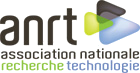 anrt
association nationale
recherche technologie